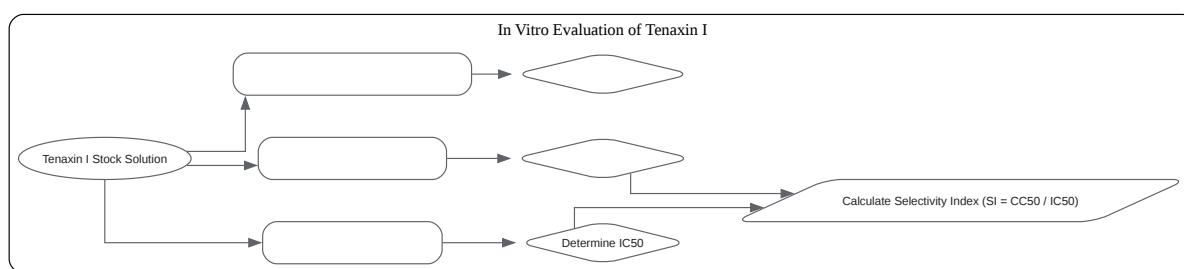 In Vitro Evaluation of Tenaxin I
Tenaxin I Stock Solution
Calculate Selectivity Index (SI = CC50 / IC50)
Determine IC50